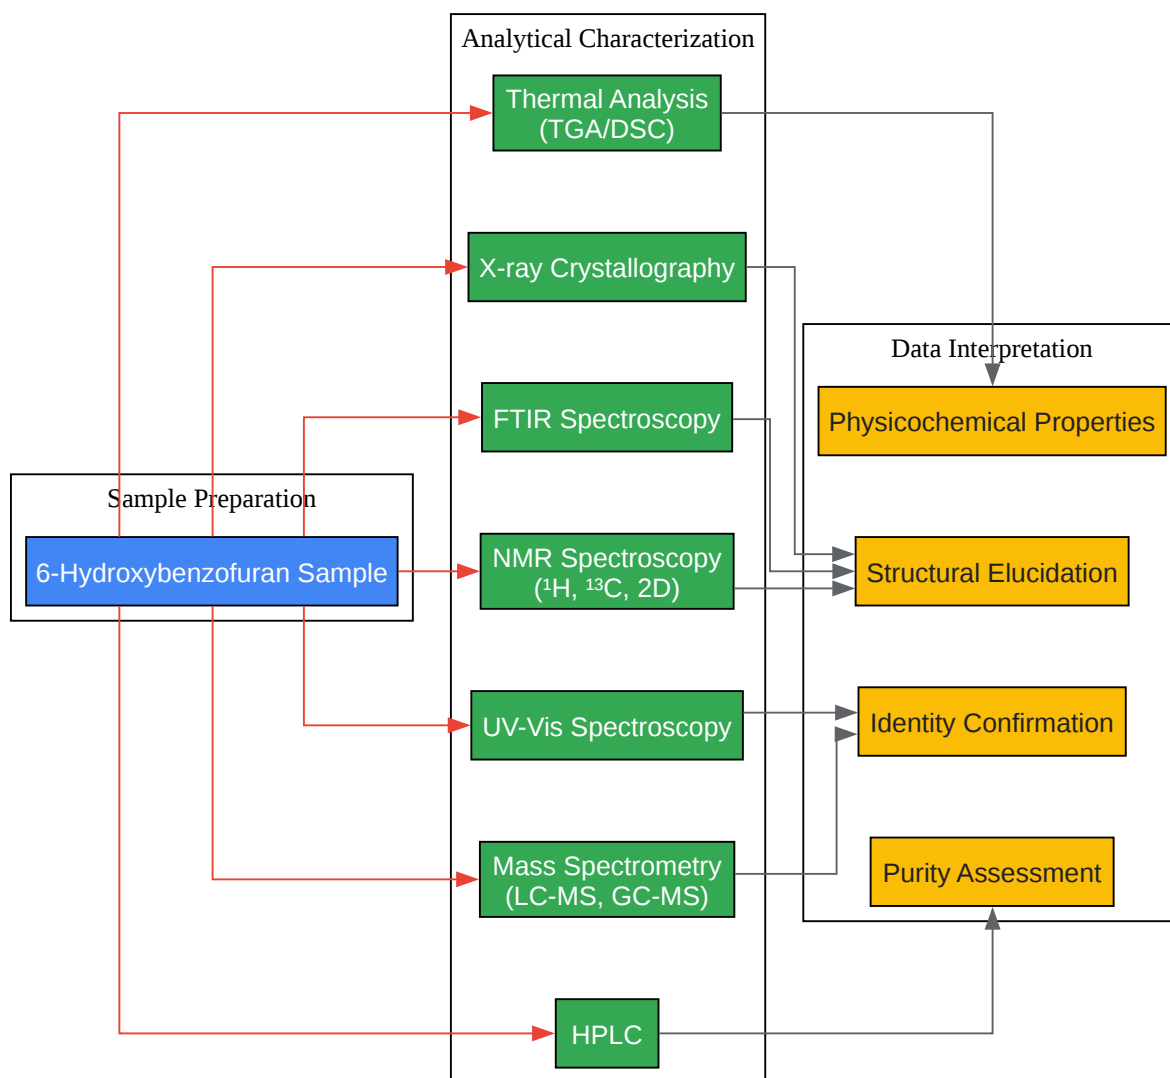 Analytical Characterization
Thermal Analysis
(TGA/DSC)
X-ray Crystallography
Data Interpretation
Physicochemical Properties
FTIR Spectroscopy
Sample Preparation
6-Hydroxybenzofuran Sample
NMR Spectroscopy
(¹H, ¹³C, 2D)
Structural Elucidation
UV-Vis Spectroscopy
Identity Confirmation
Mass Spectrometry
(LC-MS, GC-MS)
Purity Assessment
HPLC